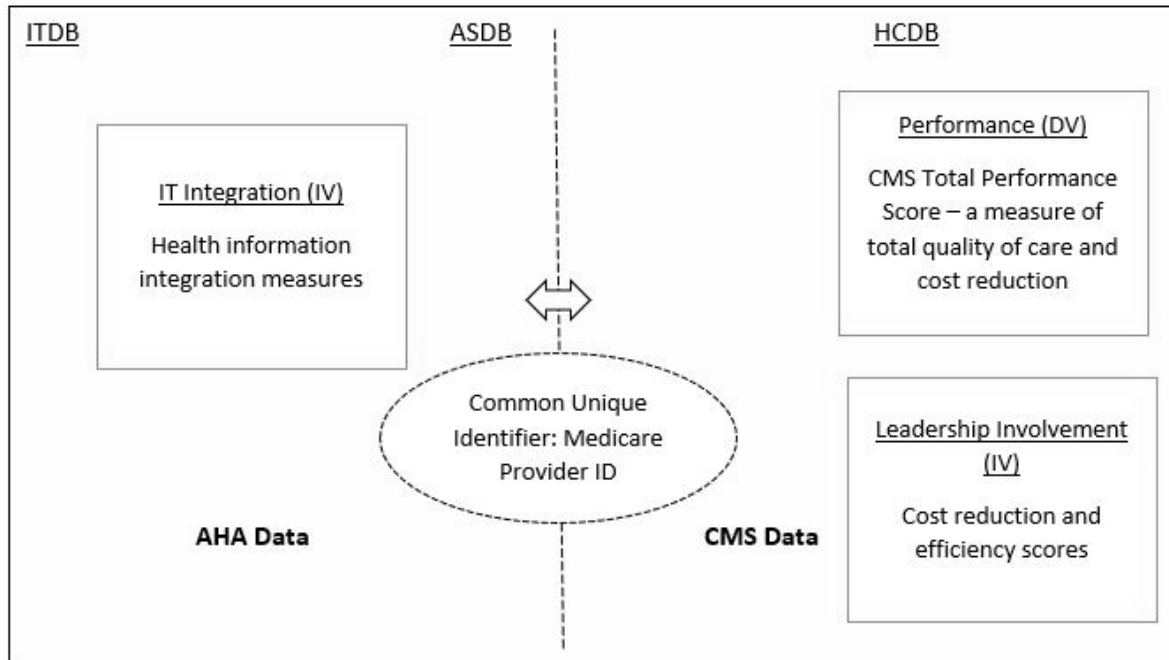 ITDB
ASDB
HCDB
IT Integration (IV)
Health information
integration measures
Performance (DV)
CMS Total Performance
Score – a measure of
total quality of care and
cost reduction
Common Unique
Identifier: Medicare
Provider ID
Leadership Involvement
(IV)
Cost reduction and
efficiency scores
AHA Data
CMS Data